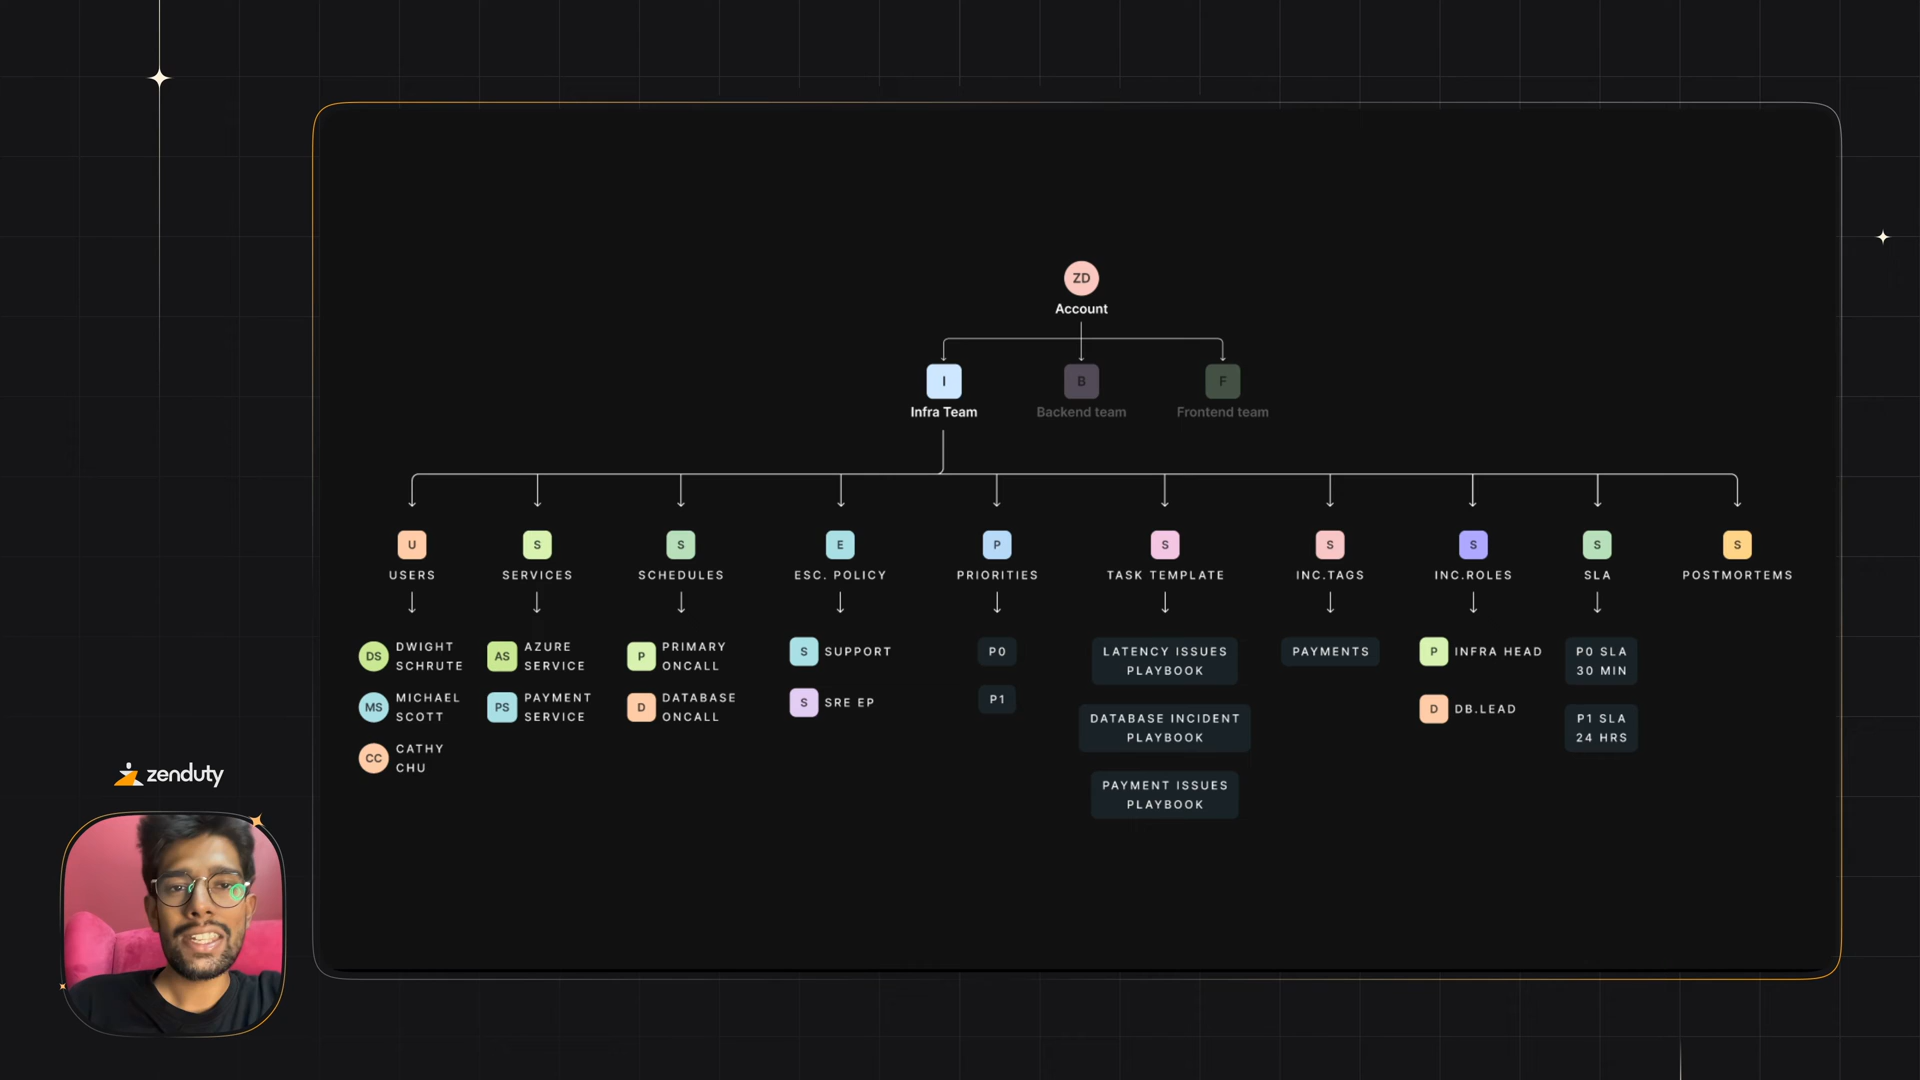 ZD
Account
I
B
F
Infra Team
Backend team
Frontend team
U
S
S
E
P
S
S
S
S
S
USERS
SERVICES
SCHEDULES
ESC. POLICY
PRIORITIES
TASK TEMPLATE
INC.TAGS
INC.ROLES
SLA
POSTMORTEMS
DS
DWIGHT
SCHRUTE
MS
MICHAEL
SCOTT
CC
CATHY
CHU
AS
AZURE
SERVICE
PS
PAYMENT
SERVICE
P
PRIMARY
ONCALL
D
DATABASE
ONCALL
S
SUPPORT
S
SRE EP
P0
P1
LATENCY ISSUES
PLAYBOOK
DATABASE INCIDENT
PLAYBOOK
PAYMENT ISSUES
PLAYBOOK
PAYMENTS
P
INFRA HEAD
D
DB.LEAD
P0 SLA
30 MIN
P1 SLA
24 HRS
zenduty